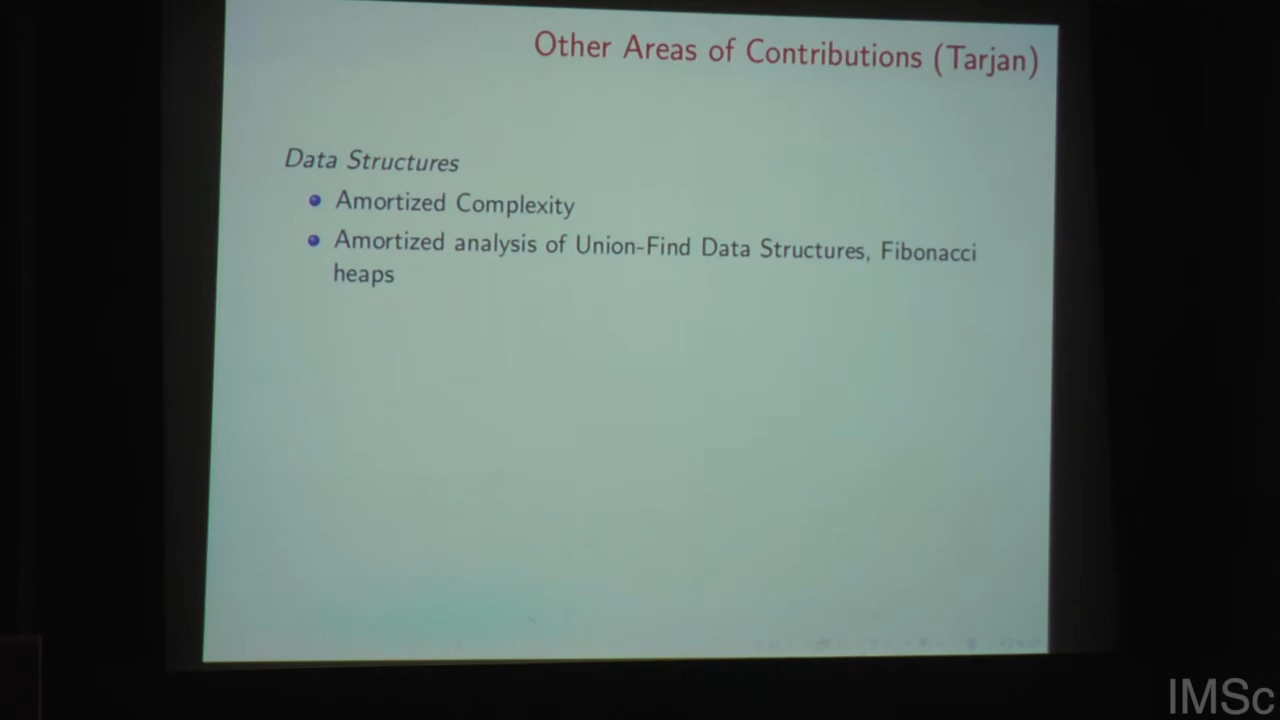 Other Areas of Contributions (Tarjan)
Data Structures
Amortized Complexity
Amortized analysis of Union-Find Data Structures, Fibonacci
heaps
IMSc